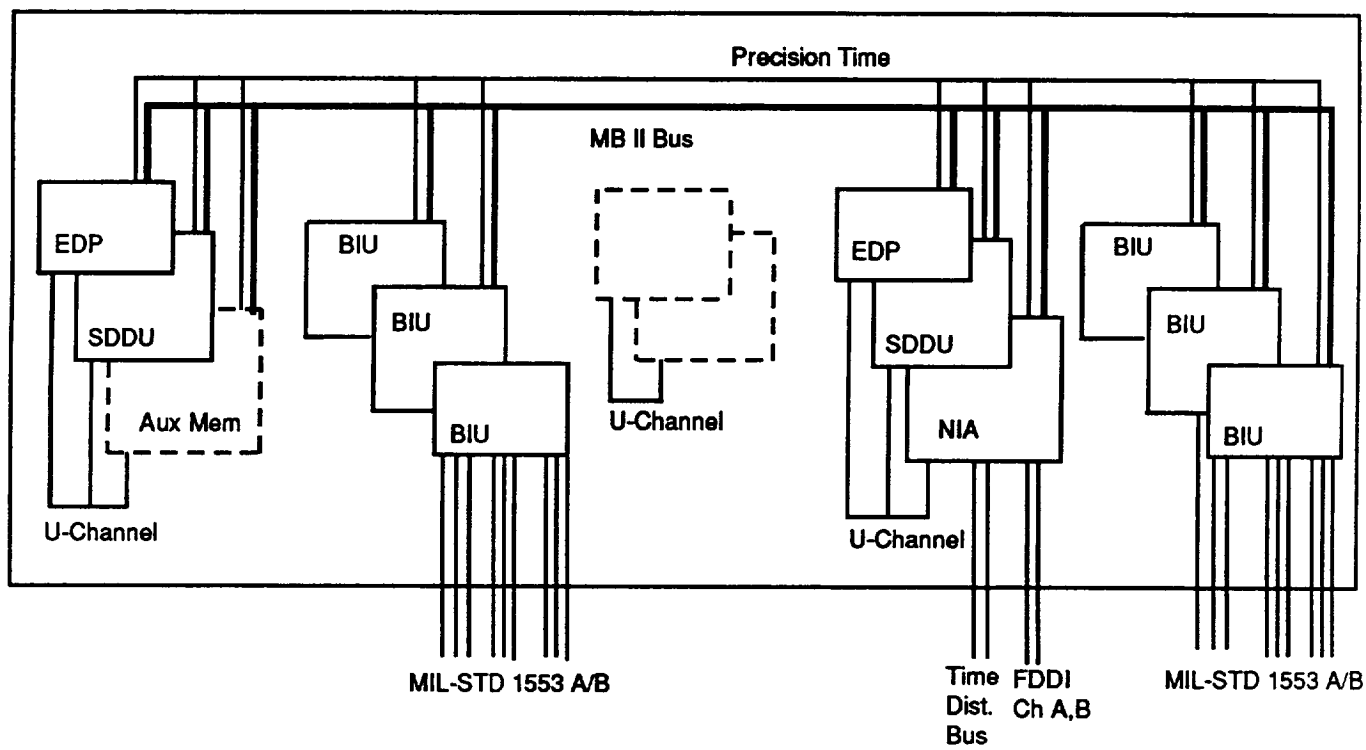 Precision Time
MB II Bus
EDP
SDDU
Aux Mem
U-Channel
BIU
BIU
BIU
U-Channel
EDP
SDDU
NIA
U-Channel
BIU
BIU
BIU
MIL-STD 1553 A/B
Time
Dist.
Bus
FDDI
Ch A,B
MIL-STD 1553 A/B